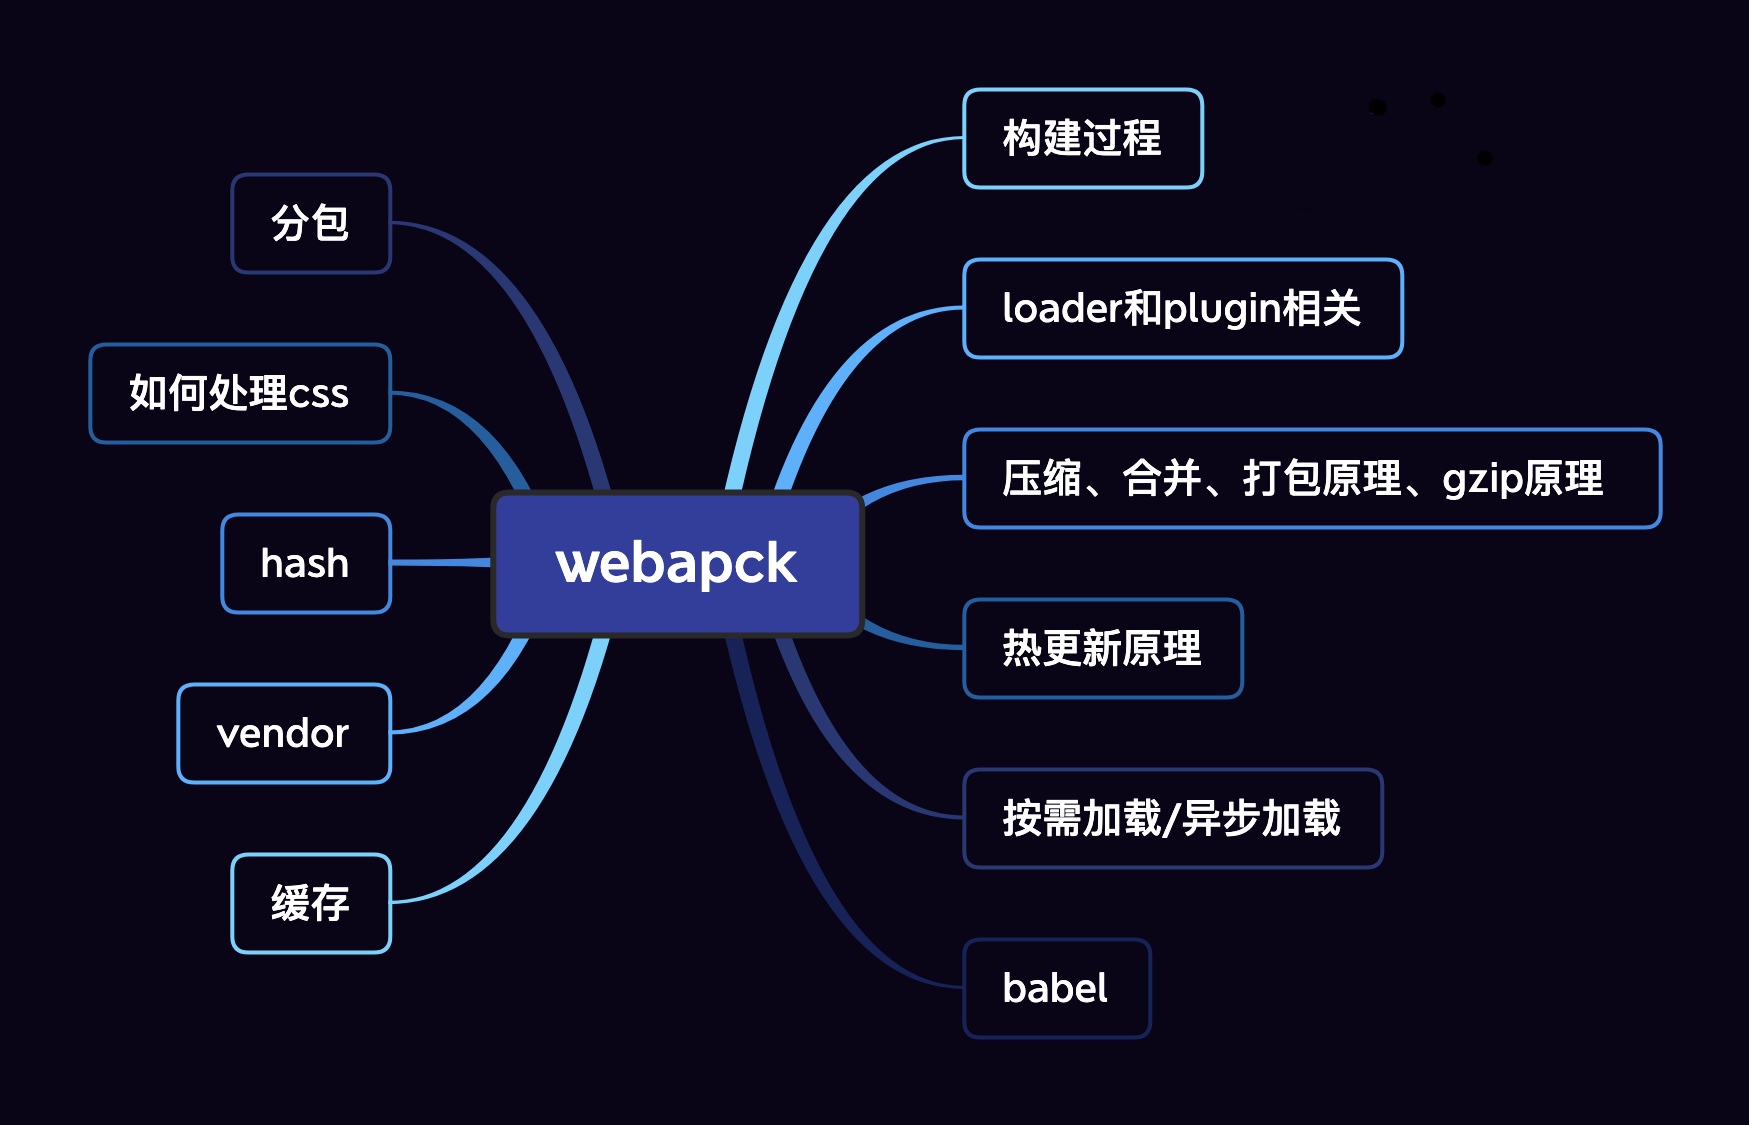 webapck
构建过程
loader和plugin相关
压缩、合并、打包原理、gzip原理
热更新原理
按需加载/异步加载
babel
分包
如何处理css
hash
vendor
缓存